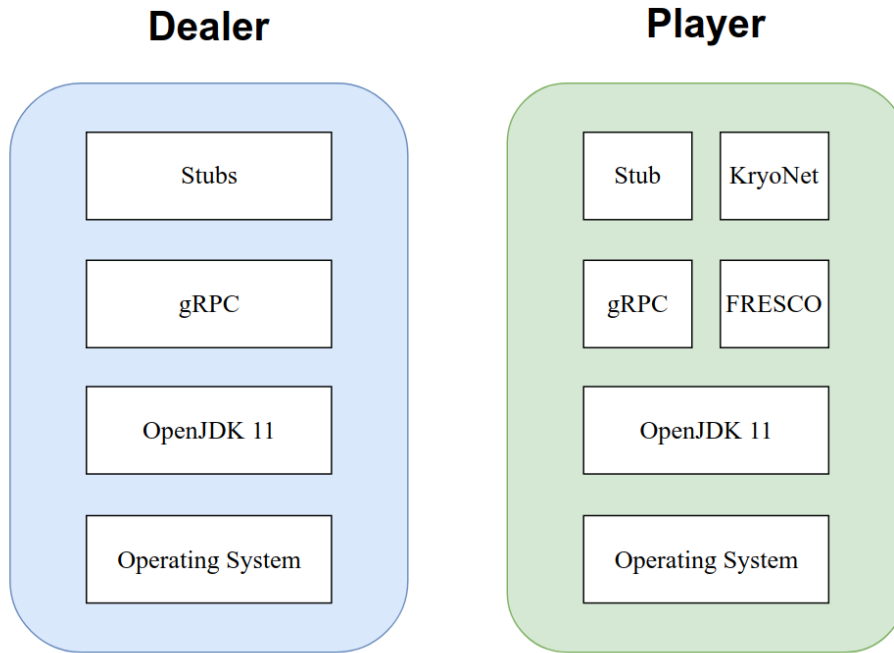 Dealer
Player
Stubs
gRPC
OpenJDK 11
Operating System
Stub
KryoNet
gRPC
FRESCO
OpenJDK 11
Operating System